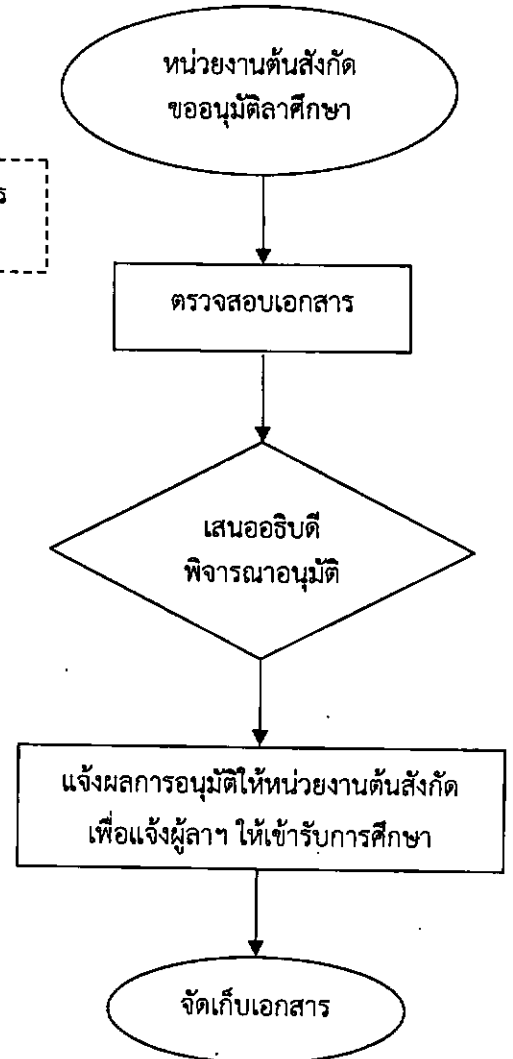 หน่วยงานต้นสังกัด
ขออนุมัติลาศึกษา
ร
ตรวจสอบเอกสาร
เสนออธิบดี
พิจารณาอนุมัติ
แจ้งผลการอนุมัติให้หน่วยงานต้นสังกัด
เพื่อแจ้งผู้ลาฯ ให้เข้ารับการศึกษา
จัดเก็บเอกสาร